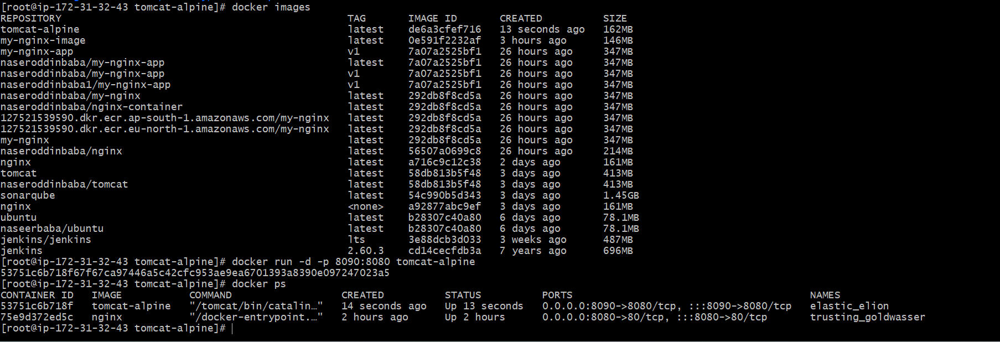 [root@ip-172-31-32-43 tomcat-alpine]# docker images
REPOSITORY TAG IMAGE ID CREATED SIZE
tomcat-alpine latest de6a3cfef716 13 seconds ago 162MB
my-nginx-image latest 0e591f2232af 3 hours ago 146MB
my-nginx-app v1 7a07a2525bf1 26 hours ago 347MB
naseroddinbaba/my-nginx-app latest 7a07a2525bf1 26 hours ago 347MB
naseroddinbaba/my-nginx-app v1 7a07a2525bf1 26 hours ago 347MB
naseroddinbaba1/my-nginx-app v1 7a07a2525bf1 26 hours ago 347MB
naseroddinbaba/my-nginx latest 292db8f8cd5a 26 hours ago 347MB
naseroddinbaba/nginx-container latest 292db8f8cd5a 26 hours ago 347MB
127521539590.dkr.ecr.ap-south-1.amazonaws.com/my-nginx latest 292db8f8cd5a 26 hours ago 347MB
127521539590.dkr.ecr.eu-north-1.amazonaws.com/my-nginx latest 292db8f8cd5a 26 hours ago 347MB
my-nginx latest 292db8f8cd5a 26 hours ago 347MB
naseroddinbaba/nginx latest 56507a0699c8 26 hours ago 214MB
nginx latest a716c9c12c38 2 days ago 161MB
tomcat latest 58db813b5f48 3 days ago 413MB
naseroddinbaba/tomcat latest 58db813b5f48 3 days ago 413MB
sonarqube latest 54c990b5d343 3 days ago 1.45GB
nginx <none> a92877abc9ef 3 days ago 161MB
ubuntu latest b28307c40a80 6 days ago 78.1MB
naseerbaba/ubuntu latest b28307c40a80 6 days ago 78.1MB
jenkins/jenkins lts 3e88dcb3d033 3 weeks ago 487MB
jenkins 2.60.3 cd14cecfdb3a 7 years ago 696MB
[root@ip-172-31-32-43 tomcat-alpine]# docker run -d -p 8090:8080 tomcat-alpine
53751c6b718f67f67ca97446a5c42cfc953ae9ea6701393a8390e097247023a5
[root@ip-172-31-32-43 tomcat-alpine]# docker ps
CONTAINER ID IMAGE COMMAND CREATED STATUS PORTS NAMES
53751c6b718f tomcat-alpine "/tomcat/bin/catalin…" 14 seconds ago Up 13 seconds 0.0.0.0:8090->8080/tcp, :::8090->8080/tcp elastic_elion
75e9d372ed5c nginx "/docker-entrypoint.…" 2 hours ago Up 2 hours 0.0.0.0:8080->80/tcp, :::8080->80/tcp trusting_goldwasser
[root@ip-172-31-32-43 tomcat-alpine]#